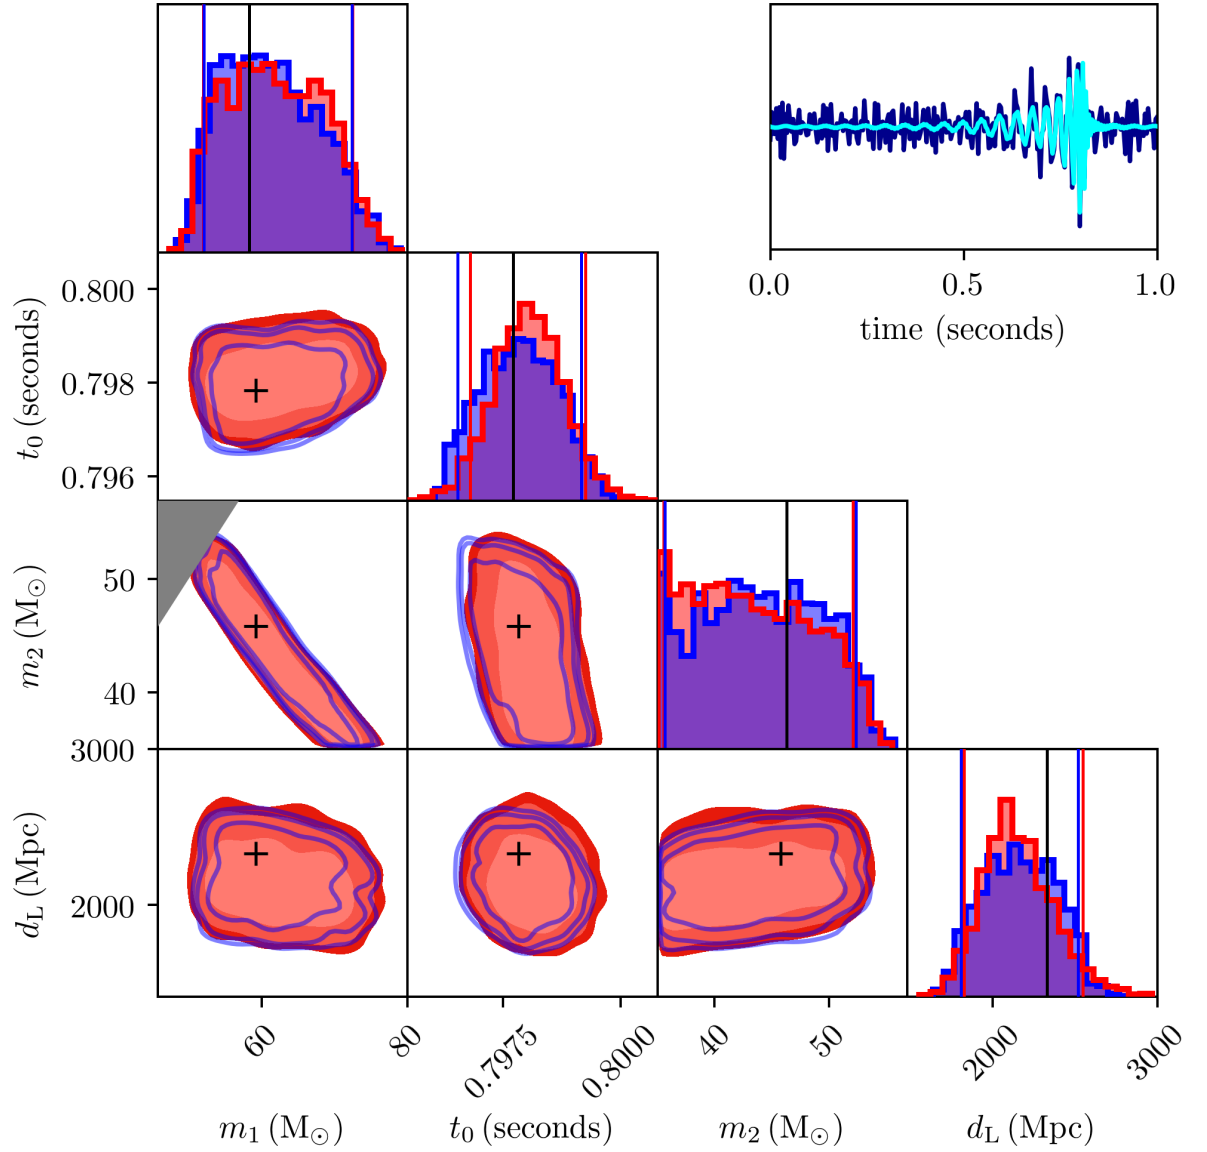 0.0 0.5 1.0
time (seconds)
0.800
0.798
0.796
t₀ (seconds)
50
40
m₂ (M⊙)
3000
2000
d_L (Mpc)
60 80 0.7975 0.8000 40 50 2000 3000
m₁ (M⊙) t₀ (seconds) m₂ (M⊙) d_L (Mpc)